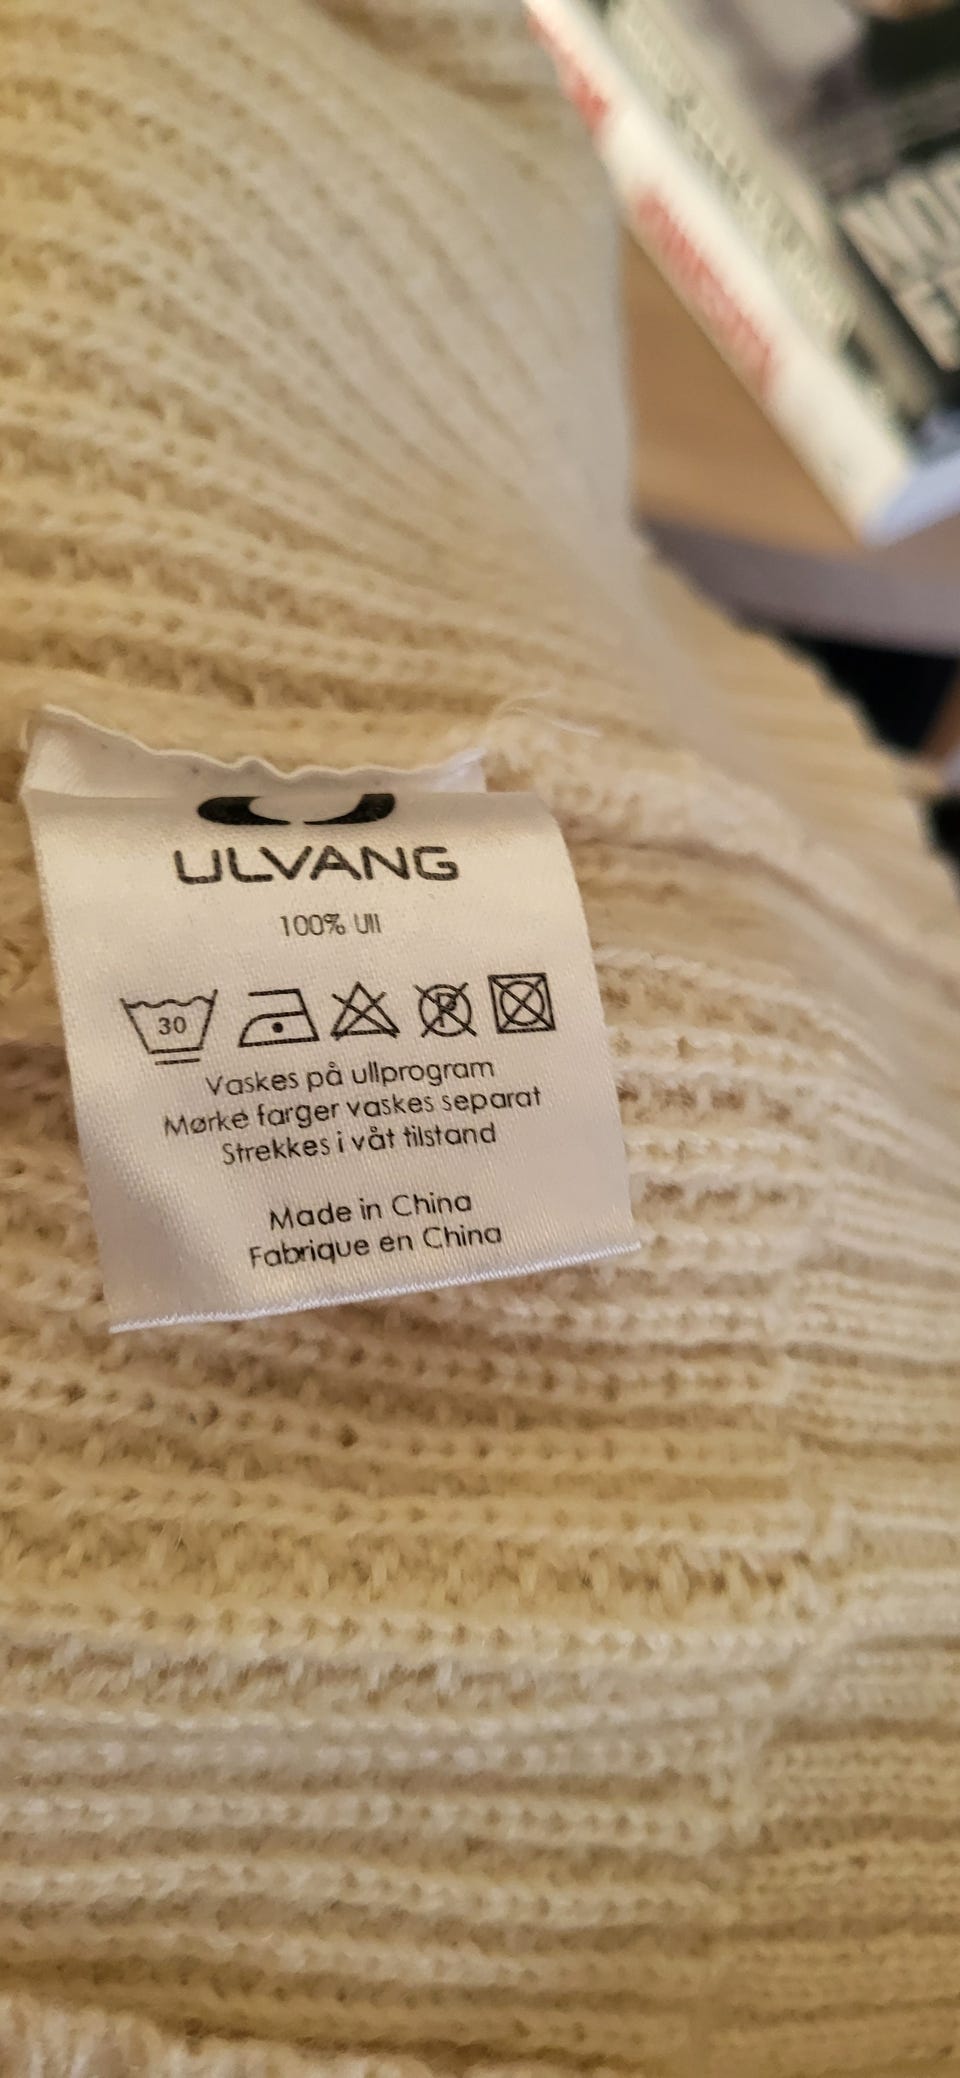 ULVANG
100% Ull
30
P
Vaskes på ullprogram
Mørke farger vaskes separat
Strekkes i våt tilstand
Made in China
Fabrique en China